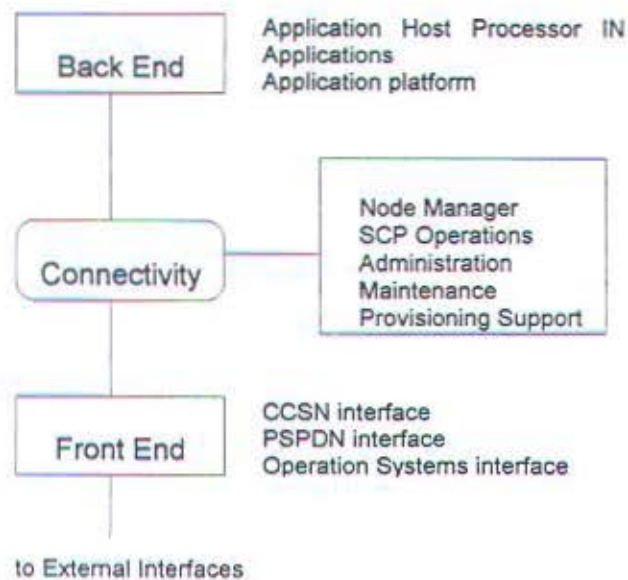 Back End
Application Host Processor IN
Applications
Application platform
Connectivity
Node Manager
SCP Operations
Administration
Maintenance
Provisioning Support
Front End
CCSN interface
PSPDN interface
Operation Systems interface
to External Interfaces